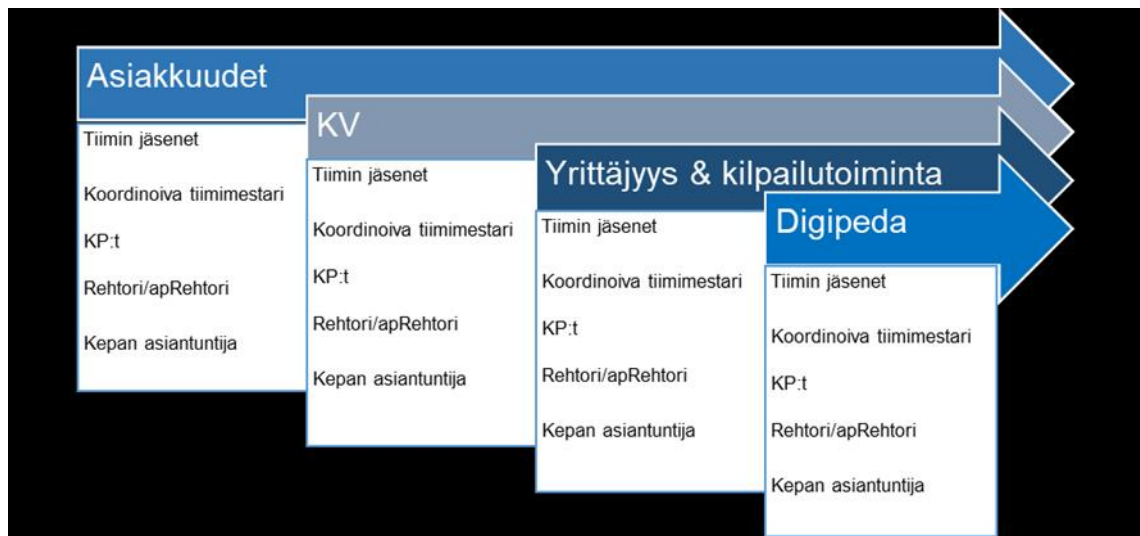 Asiakkuudet
Tiimin jäsenet
Koordinoiva tiimimestari
KP:t
Rehtori/apRehtori
Kepan asiantuntija
KV
Tiimin jäsenet
Koordinoiva tiimimestari
KP:t
Rehtori/apRehtori
Kepan asiantuntija
Yrittäjyys & kilpailutoiminta
Tiimin jäsenet
Koordinoiva tiimimestari
KP:t
Rehtori/apRehtori
Kepan asiantuntija
Digipeda
Tiimin jäsenet
Koordinoiva tiimimestari
KP:t
Rehtori/apRehtori
Kepan asiantuntija